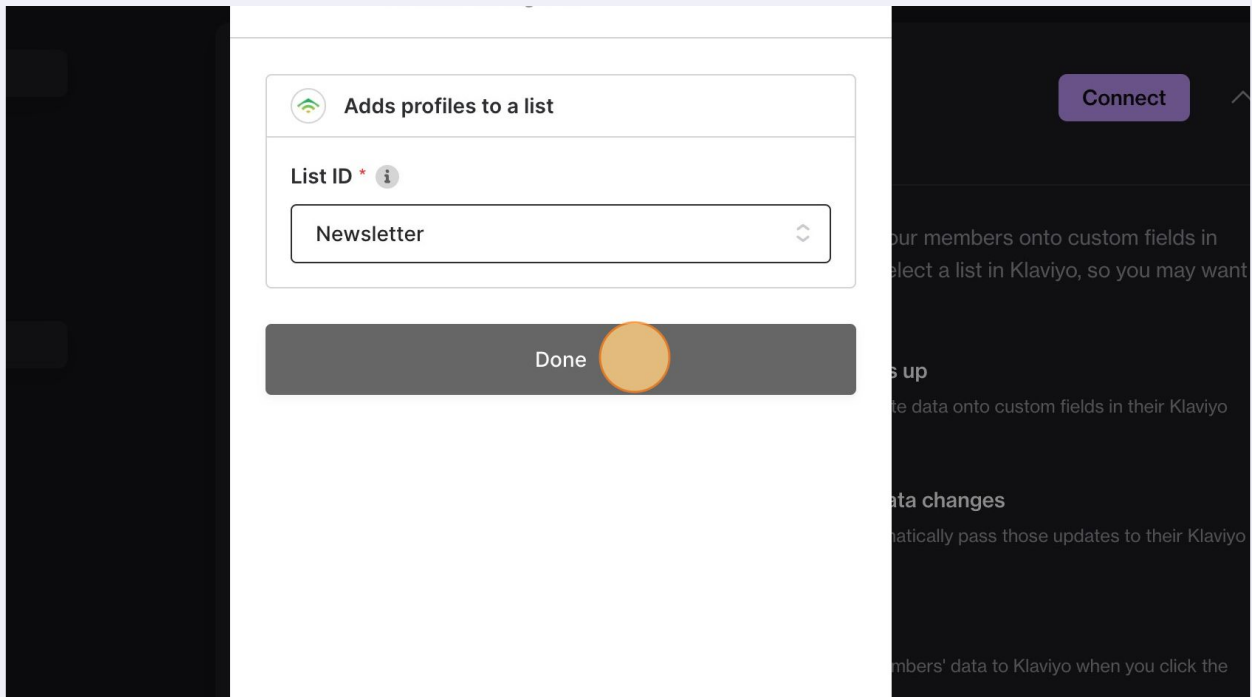 Adds profiles to a list
Connect
List ID *
Newsletter
our members onto custom fields in
elect a list in Klaviyo, so you may want
Done
s up
te data onto custom fields in their Klaviyo
ata changes
natically pass those updates to their Klaviyo
mbers' data to Klaviyo when you click the